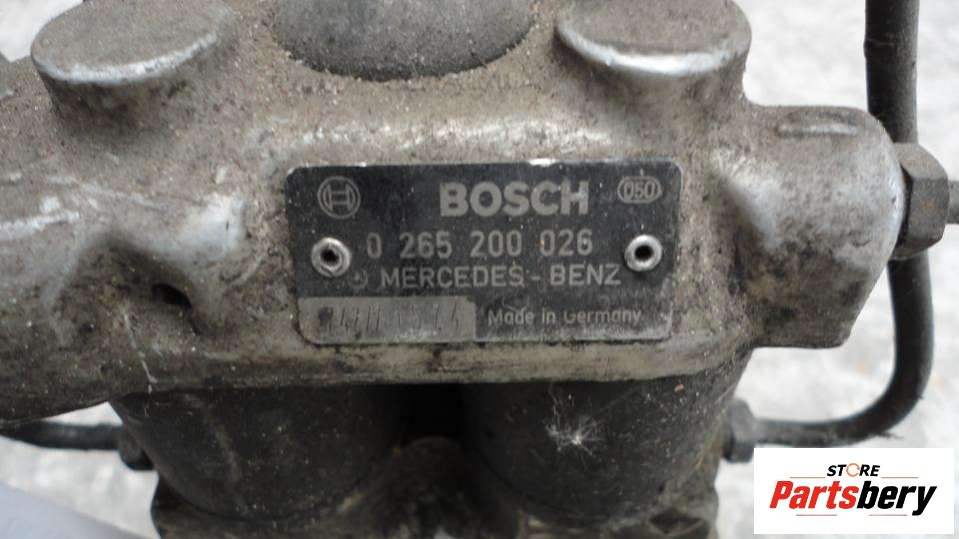 BOSCH
050
0 265 200 026
MERCEDES-BENZ
Made in Germany
STORE
Partsbery